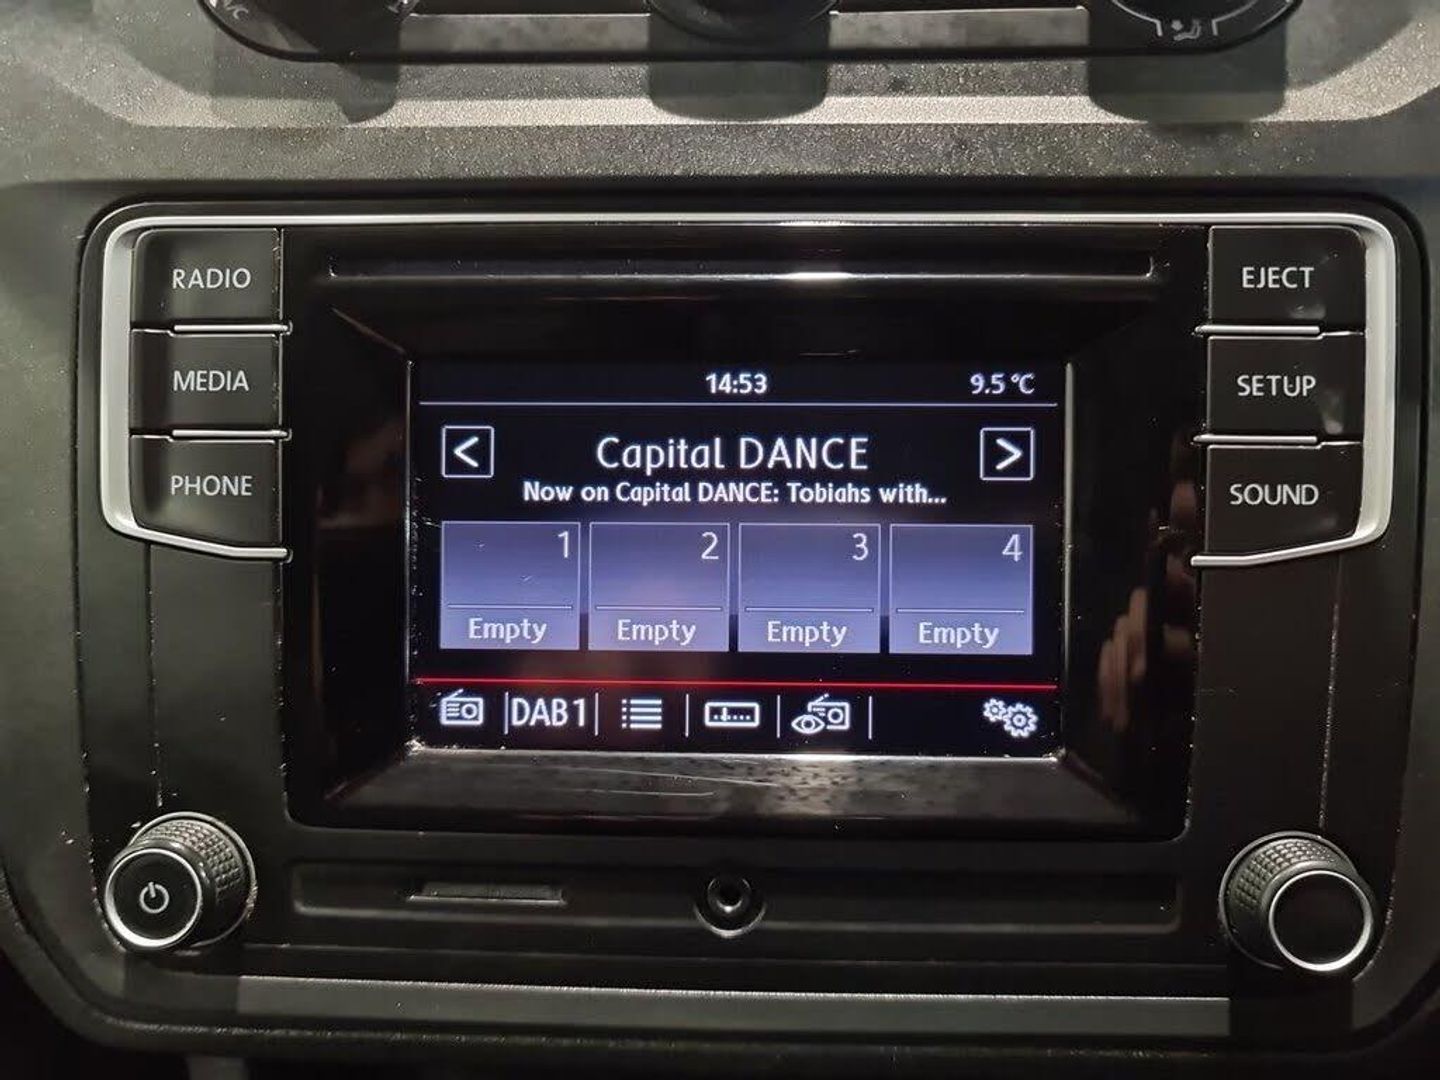 A/C
RADIO
MEDIA
PHONE
14:53
9.5 °C
<
Capital DANCE
>
Now on Capital DANCE: Tobiahs with...
1
2
3
4
Empty
Empty
Empty
Empty
DAB1
EJECT
SETUP
SOUND